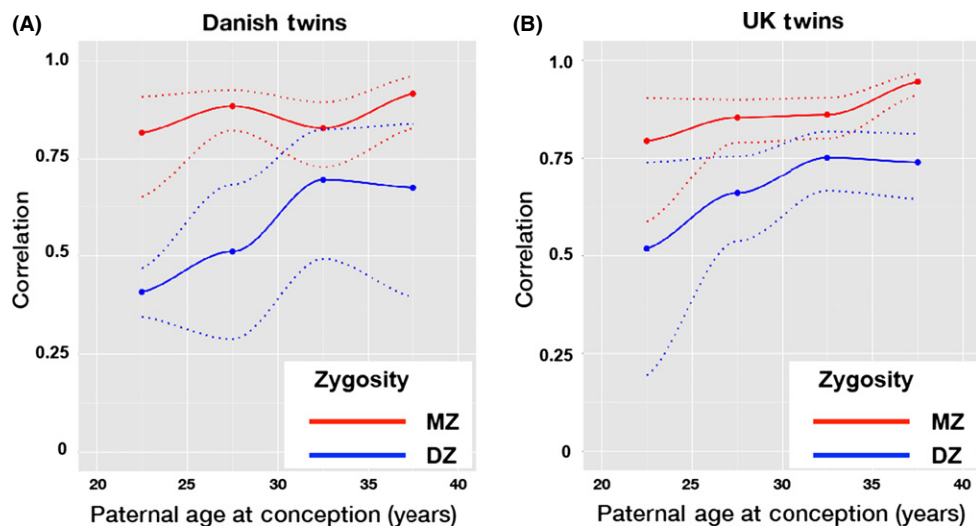 (A)
Danish twins
1.0
0.75
0.5
0.25
0
Correlation
Zygosity
MZ
DZ
20 25 30 35 40
Paternal age at conception (years)
(B)
UK twins
1.0
0.75
0.5
0.25
0
Correlation
Zygosity
MZ
DZ
20 25 30 35 40
Paternal age at conception (years)